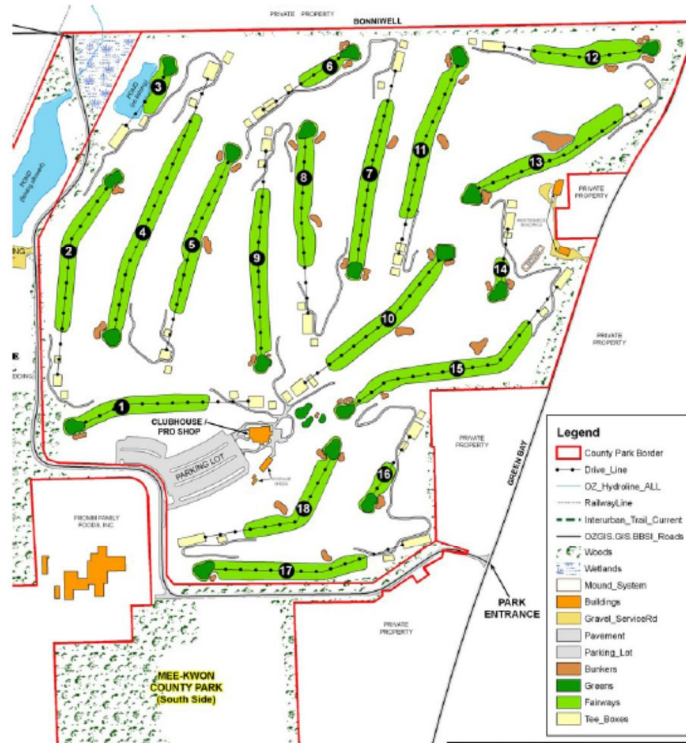 PRIVATE PROPERTY
BONNIWELL
PRIVATE PROPERTY
12
6
3
POND
7
11
13
8
PRIVATE
PROPERTY
2
4
5
9
14
10
PRIVATE
PROPERTY
15
1
CLUBHOUSE /
PRO SHOP
PARKING LOT
PRIVATE
PROPERTY
GREEN BAY
16
18
17
FROMM FAMILY
FOODS, INC.
PARK
ENTRANCE
PRIVATE
PROPERTY
MEE-KWON
COUNTY PARK
(South Side)
Legend
County Park Border
Drive_Line
OZ_Hydroline_ALL
RailwayLine
Interurban_Trail_Current
OZGIS.GIS.BBSI_Roads
Woods
Wetlands
Mound_System
Buildings
Gravel_ServiceRd
Pavement
Parking_Lot
Bunkers
Greens
Fairways
Tee_Boxes